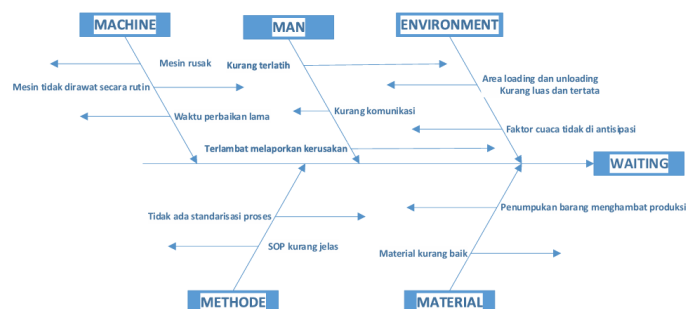 MACHINE
MAN
ENVIRONMENT
Mesin rusak
Kurang terlatih
Mesin tidak dirawat secara rutin
Area loading dan unloading
Kurang luas dan tertata
Waktu perbaikan lama
Kurang komunikasi
Faktor cuaca tidak di antisipasi
Terlambat melaporkan kerusakan
WAITING
Tidak ada standarisasi proses
Penumpukan barang menghambat produksi
SOP kurang jelas
Material kurang baik
METHODE
MATERIAL